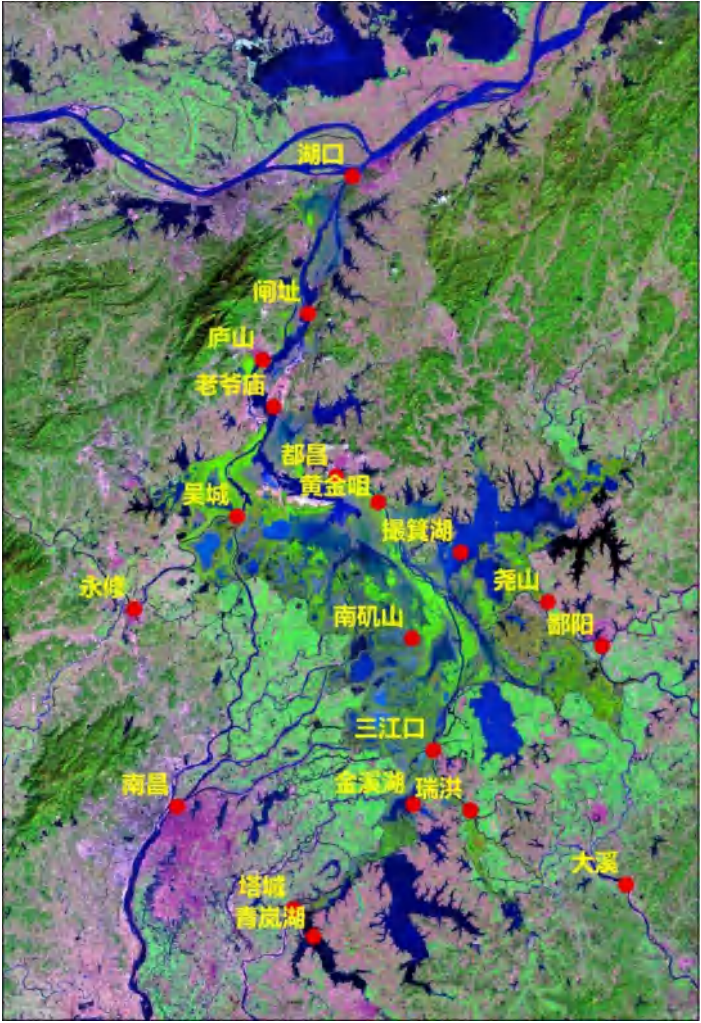 湖口
闸址
庐山
老爷庙
都昌
黄金咀
吴城
撮箕湖
尧山
永修
鄱阳
南矶山
三江口
南昌
金溪湖
瑞洪
大溪
塔城
青岚湖